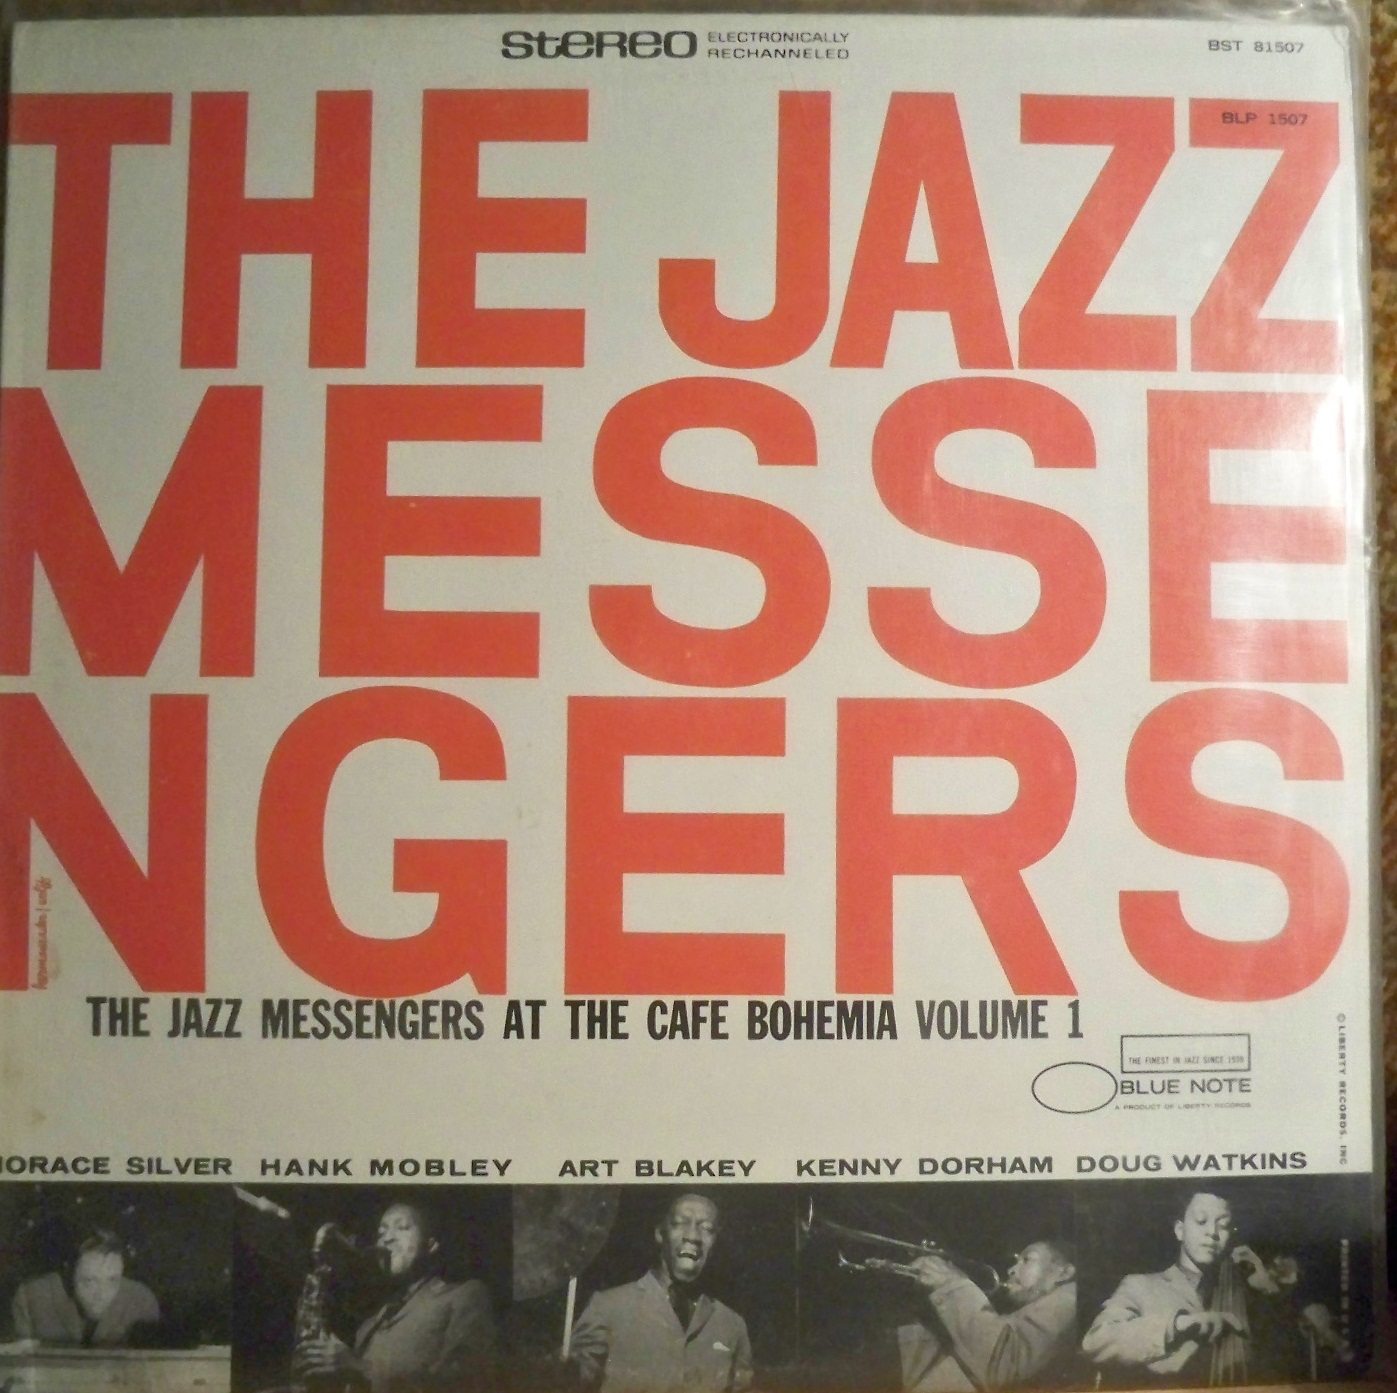 stereo ELECTRONICALLY
RECHANNELED
BST 81507
BLP 1507
THE JAZZ
MESSE
NGERS
THE JAZZ MESSENGERS AT THE CAFE BOHEMIA VOLUME 1
THE FINEST IN JAZZ SINCE 1939
BLUE NOTE
A PRODUCT OF LIBERTY RECORDS
© LIBERTY RECORDS, INC
HORACE SILVER HANK MOBLEY ART BLAKEY KENNY DORHAM DOUG WATKINS